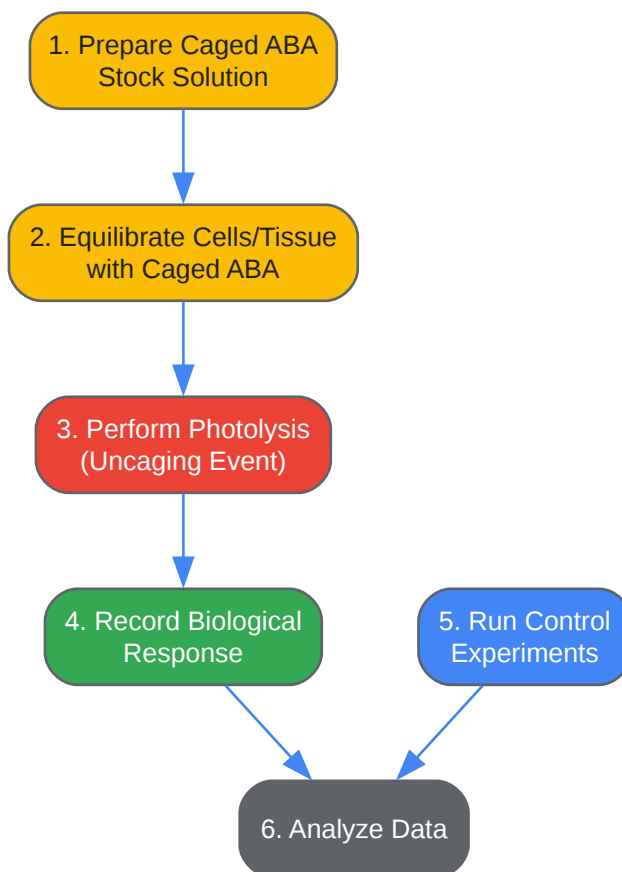 1. Prepare Caged ABA
Stock Solution
2. Equilibrate Cells/Tissue
with Caged ABA
3. Perform Photolysis
(Uncaging Event)
4. Record Biological
Response
5. Run Control
Experiments
6. Analyze Data